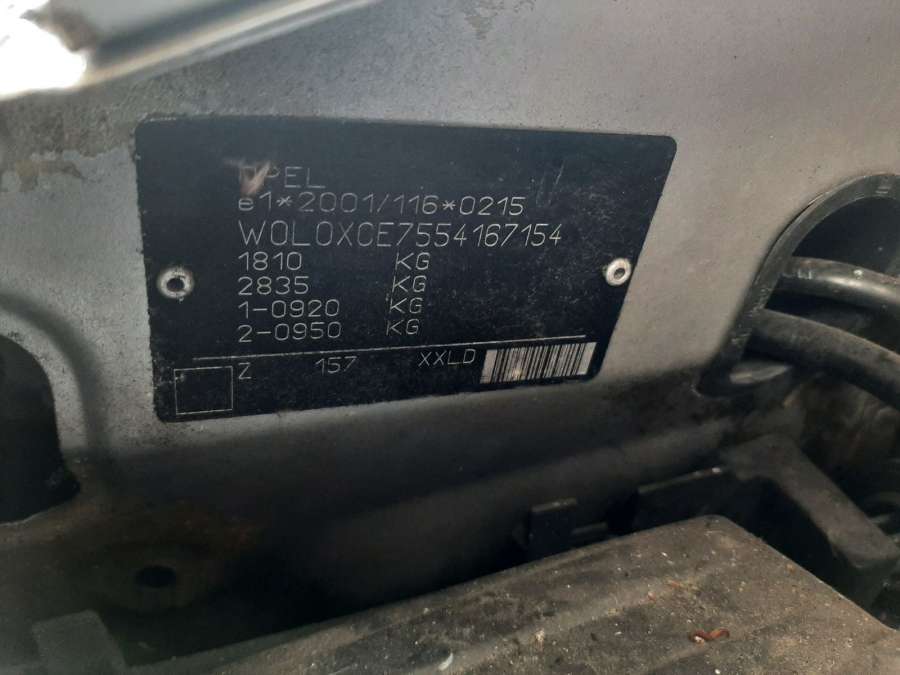 OPEL
e1*2001/116*0215
W0L0XCE7554167154
1810 KG
2835 KG
1-0920 KG
2-0950 KG
Z 157 XXLD